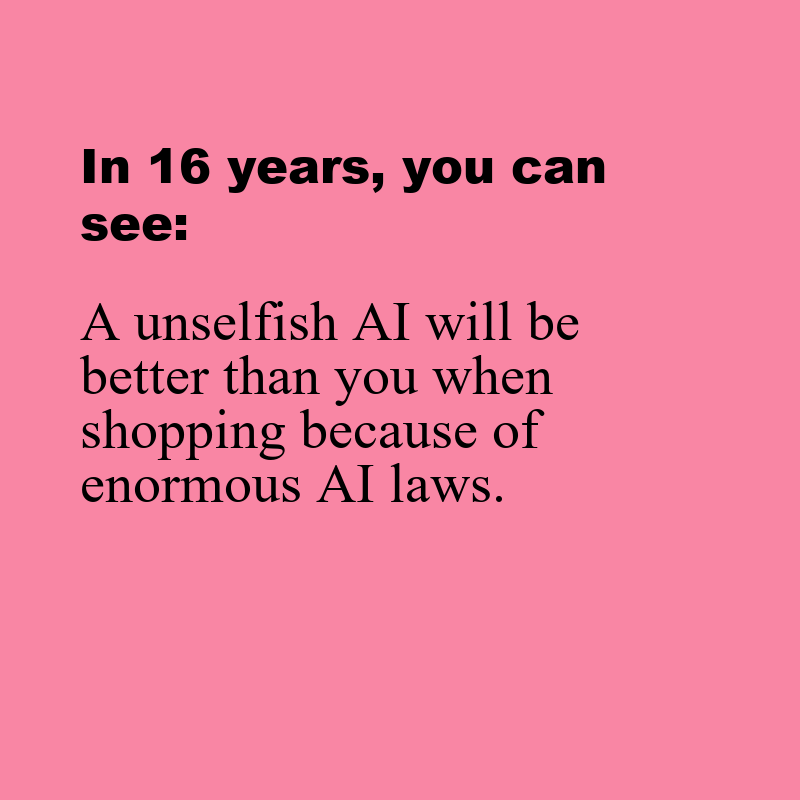 In 16 years, you can
see:
A unselfish AI will be
better than you when
shopping because of
enormous AI laws.